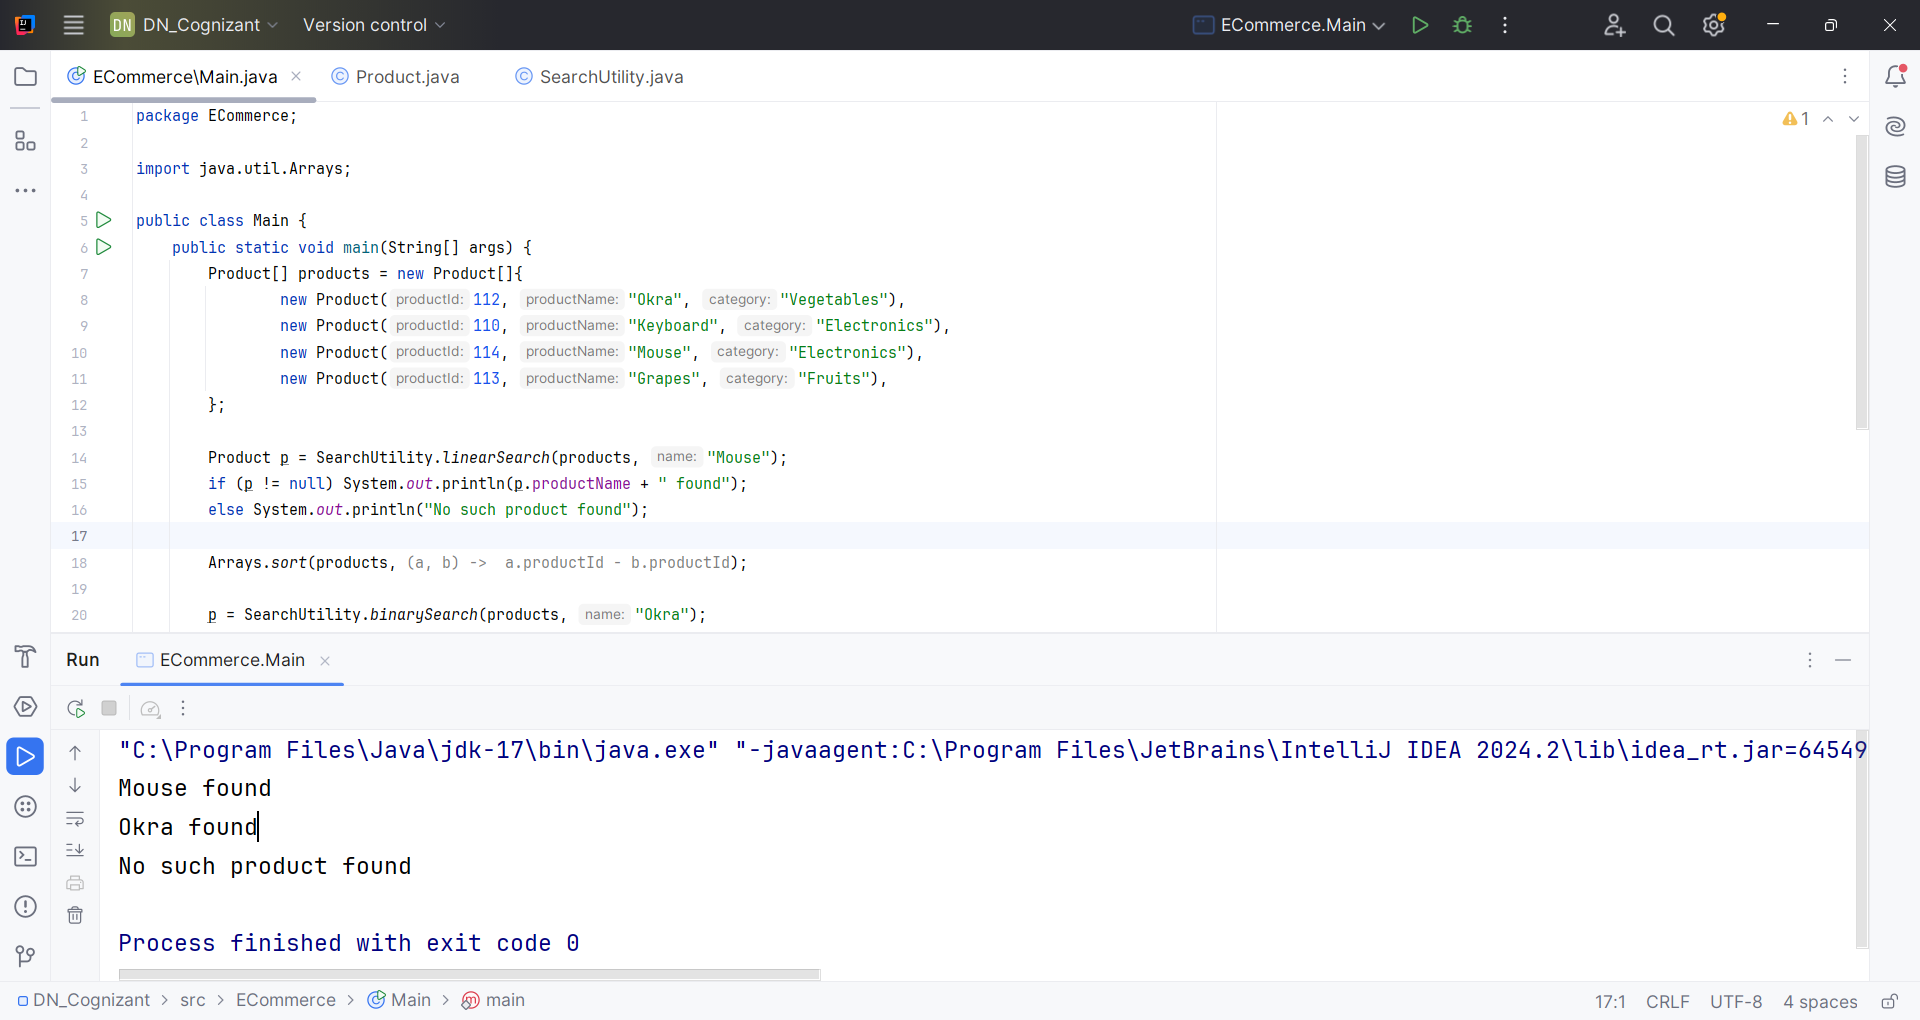 DN DN_Cognizant Version control ECommerce.Main
ECommerce\Main.java Product.java SearchUtility.java
1 package ECommerce; 1
2
3 import java.util.Arrays;
4
5 public class Main {
6 public static void main(String[] args) {
7 Product[] products = new Product[]{
8 new Product( productId: 112, productName: "Okra", category: "Vegetables"),
9 new Product( productId: 110, productName: "Keyboard", category: "Electronics"),
10 new Product( productId: 114, productName: "Mouse", category: "Electronics"),
11 new Product( productId: 113, productName: "Grapes", category: "Fruits"),
12 };
13
14 Product p = SearchUtility.linearSearch(products, name: "Mouse");
15 if (p != null) System.out.println(p.productName + " found");
16 else System.out.println("No such product found");
17
18 Arrays.sort(products, (a, b) -> a.productId - b.productId);
19
20 p = SearchUtility.binarySearch(products, name: "Okra");
Run ECommerce.Main
"C:\Program Files\Java\jdk-17\bin\java.exe" "-javaagent:C:\Program Files\JetBrains\IntelliJ IDEA 2024.2\lib\idea_rt.jar=64549
Mouse found
Okra found
No such product found
Process finished with exit code 0
DN_Cognizant > src > ECommerce > Main > main 17:1 CRLF UTF-8 4 spaces